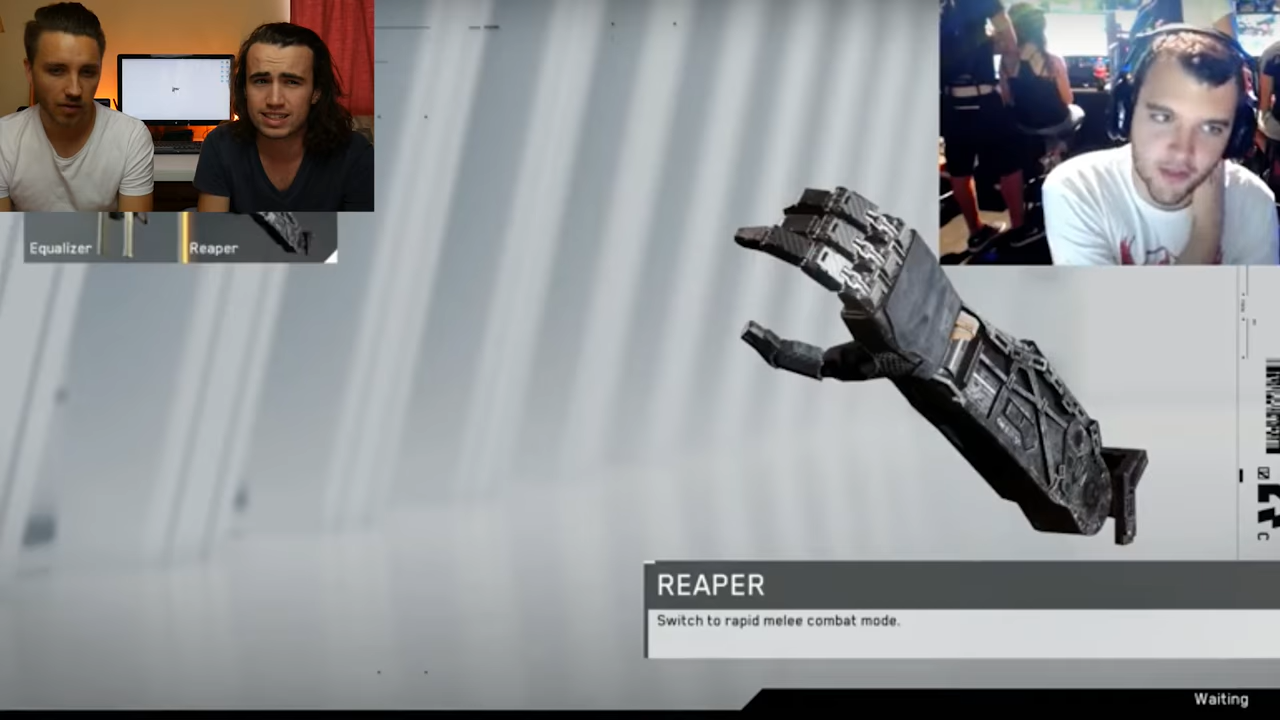 Equalizer
Reaper
REAPER
Switch to rapid melee combat mode.
Waiting